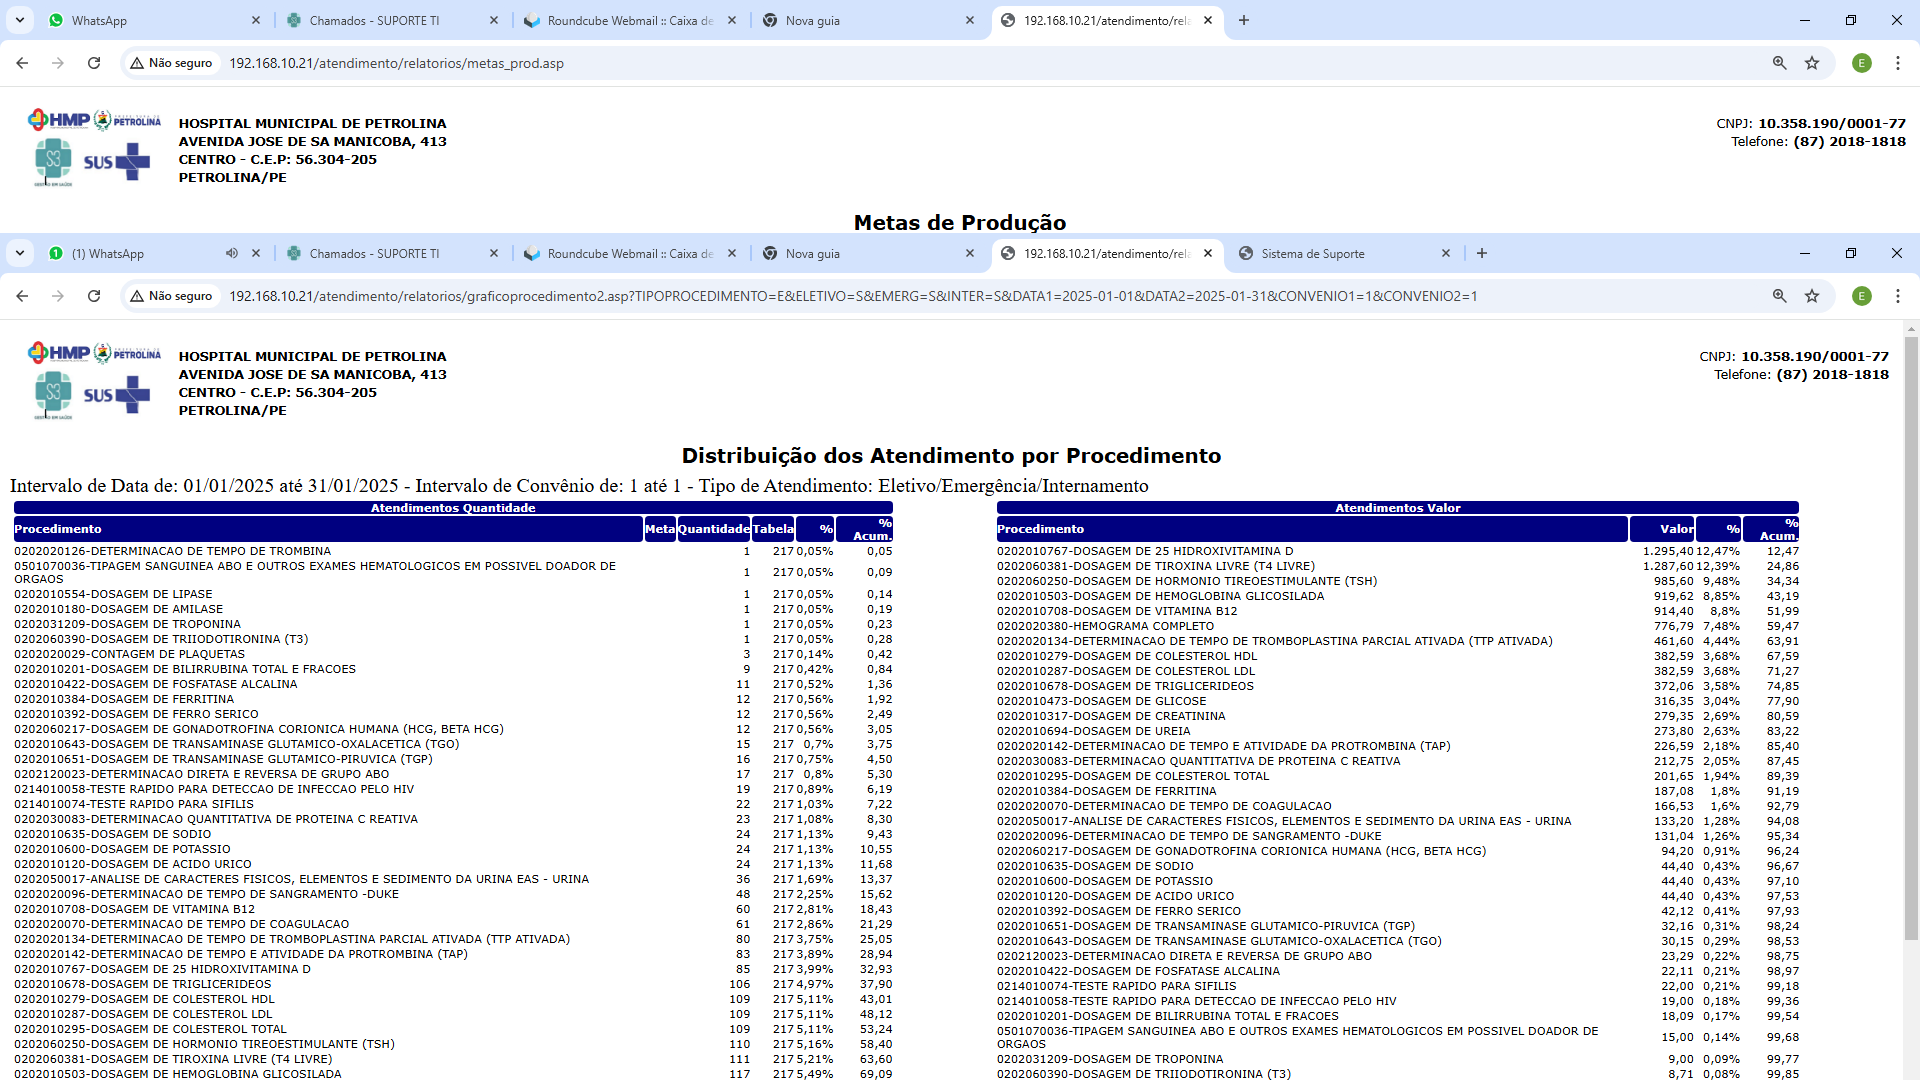 WhatsApp
Chamados - SUPORTE TI
Roundcube Webmail :: Caixa de
Nova guia
192.168.10.21/atendimento/rela
Não seguro
192.168.10.21/atendimento/relatorios/metas_prod.asp
E
HMP PETROLINA
SUS
HOSPITAL MUNICIPAL DE PETROLINA
AVENIDA JOSE DE SA MANICOBA, 413
CENTRO - C.E.P: 56.304-205
PETROLINA/PE
CNPJ: 10.358.190/0001-77
Telefone: (87) 2018-1818
Metas de Produção
(1) WhatsApp
Chamados - SUPORTE TI
Roundcube Webmail :: Caixa de
Nova guia
192.168.10.21/atendimento/rela
Sistema de Suporte
Não seguro
192.168.10.21/atendimento/relatorios/graficoprocedimento2.asp?TIPOPROCEDIMENTO=E&ELETIVO=S&EMERG=S&INTER=S&DATA1=2025-01-01&DATA2=2025-01-31&CONVENIO1=1&CONVENIO2=1
E
HMP PETROLINA
SUS
HOSPITAL MUNICIPAL DE PETROLINA
AVENIDA JOSE DE SA MANICOBA, 413
CENTRO - C.E.P: 56.304-205
PETROLINA/PE
CNPJ: 10.358.190/0001-77
Telefone: (87) 2018-1818
Distribuição dos Atendimento por Procedimento
Intervalo de Data de: 01/01/2025 até 31/01/2025 - Intervalo de Convênio de: 1 até 1 - Tipo de Atendimento: Eletivo/Emergência/Internamento
Atendimentos Quantidade
Procedimento Meta Quantidade Tabela % % Acum.
0202020126-DETERMINACAO DE TEMPO DE TROMBINA 1 217 0,05% 0,05
0501070036-TIPAGEM SANGUINEA ABO E OUTROS EXAMES HEMATOLOGICOS EM POSSIVEL DOADOR DE
ORGAOS 1 217 0,05% 0,09
0202010554-DOSAGEM DE LIPASE 1 217 0,05% 0,14
0202010180-DOSAGEM DE AMILASE 1 217 0,05% 0,19
0202031209-DOSAGEM DE TROPONINA 1 217 0,05% 0,23
0202060390-DOSAGEM DE TRIIODOTIRONINA (T3) 1 217 0,05% 0,28
0202020029-CONTAGEM DE PLAQUETAS 3 217 0,14% 0,42
0202010201-DOSAGEM DE BILIRRUBINA TOTAL E FRACOES 9 217 0,42% 0,84
0202010422-DOSAGEM DE FOSFATASE ALCALINA 11 217 0,52% 1,36
0202010384-DOSAGEM DE FERRITINA 12 217 0,56% 1,92
0202010392-DOSAGEM DE FERRO SERICO 12 217 0,56% 2,49
0202060217-DOSAGEM DE GONADOTROFINA CORIONICA HUMANA (HCG, BETA HCG) 12 217 0,56% 3,05
0202010643-DOSAGEM DE TRANSAMINASE GLUTAMICO-OXALACETICA (TGO) 15 217 0,7% 3,75
0202010651-DOSAGEM DE TRANSAMINASE GLUTAMICO-PIRUVICA (TGP) 16 217 0,75% 4,50
0202120023-DETERMINACAO DIRETA E REVERSA DE GRUPO ABO 17 217 0,8% 5,30
0214010058-TESTE RAPIDO PARA DETECCAO DE INFECCAO PELO HIV 19 217 0,89% 6,19
0214010074-TESTE RAPIDO PARA SIFILIS 22 217 1,03% 7,22
0202030083-DETERMINACAO QUANTITATIVA DE PROTEINA C REATIVA 23 217 1,08% 8,30
0202010635-DOSAGEM DE SODIO 24 217 1,13% 9,43
0202010600-DOSAGEM DE POTASSIO 24 217 1,13% 10,55
0202010120-DOSAGEM DE ACIDO URICO 24 217 1,13% 11,68
0202050017-ANALISE DE CARACTERES FISICOS, ELEMENTOS E SEDIMENTO DA URINA EAS - URINA 36 217 1,69% 13,37
0202020096-DETERMINACAO DE TEMPO DE SANGRAMENTO -DUKE 48 217 2,25% 15,62
0202010708-DOSAGEM DE VITAMINA B12 60 217 2,81% 18,43
0202020070-DETERMINACAO DE TEMPO DE COAGULACAO 61 217 2,86% 21,29
0202020134-DETERMINACAO DE TEMPO DE TROMBOPLASTINA PARCIAL ATIVADA (TTP ATIVADA) 80 217 3,75% 25,05
0202020142-DETERMINACAO DE TEMPO E ATIVIDADE DA PROTROMBINA (TAP) 83 217 3,89% 28,94
0202010767-DOSAGEM DE 25 HIDROXIVITAMINA D 85 217 3,99% 32,93
0202010678-DOSAGEM DE TRIGLICERIDEOS 106 217 4,97% 37,90
0202010279-DOSAGEM DE COLESTEROL HDL 109 217 5,11% 43,01
0202010287-DOSAGEM DE COLESTEROL LDL 109 217 5,11% 48,12
0202010295-DOSAGEM DE COLESTEROL TOTAL 109 217 5,11% 53,24
0202060250-DOSAGEM DE HORMONIO TIREOESTIMULANTE (TSH) 110 217 5,16% 58,40
0202060381-DOSAGEM DE TIROXINA LIVRE (T4 LIVRE) 111 217 5,21% 63,60
0202010503-DOSAGEM DE HEMOGLOBINA GLICOSILADA 117 217 5,49% 69,09
Atendimentos Valor
Procedimento Valor % % Acum.
0202010767-DOSAGEM DE 25 HIDROXIVITAMINA D 1.295,40 12,47% 12,47
0202060381-DOSAGEM DE TIROXINA LIVRE (T4 LIVRE) 1.287,60 12,39% 24,86
0202060250-DOSAGEM DE HORMONIO TIREOESTIMULANTE (TSH) 985,60 9,48% 34,34
0202010503-DOSAGEM DE HEMOGLOBINA GLICOSILADA 919,62 8,85% 43,19
0202010708-DOSAGEM DE VITAMINA B12 914,40 8,8% 51,99
0202020380-HEMOGRAMA COMPLETO 776,79 7,48% 59,47
0202020134-DETERMINACAO DE TEMPO DE TROMBOPLASTINA PARCIAL ATIVADA (TTP ATIVADA) 461,60 4,44% 63,91
0202010279-DOSAGEM DE COLESTEROL HDL 382,59 3,68% 67,59
0202010287-DOSAGEM DE COLESTEROL LDL 382,59 3,68% 71,27
0202010678-DOSAGEM DE TRIGLICERIDEOS 372,06 3,58% 74,85
0202010473-DOSAGEM DE GLICOSE 316,35 3,04% 77,90
0202010317-DOSAGEM DE CREATININA 279,35 2,69% 80,59
0202010694-DOSAGEM DE UREIA 273,80 2,63% 83,22
0202020142-DETERMINACAO DE TEMPO E ATIVIDADE DA PROTROMBINA (TAP) 226,59 2,18% 85,40
0202030083-DETERMINACAO QUANTITATIVA DE PROTEINA C REATIVA 212,75 2,05% 87,45
0202010295-DOSAGEM DE COLESTEROL TOTAL 201,65 1,94% 89,39
0202010384-DOSAGEM DE FERRITINA 187,08 1,8% 91,19
0202020070-DETERMINACAO DE TEMPO DE COAGULACAO 166,53 1,6% 92,79
0202050017-ANALISE DE CARACTERES FISICOS, ELEMENTOS E SEDIMENTO DA URINA EAS - URINA 133,20 1,28% 94,08
0202020096-DETERMINACAO DE TEMPO DE SANGRAMENTO -DUKE 131,04 1,26% 95,34
0202060217-DOSAGEM DE GONADOTROFINA CORIONICA HUMANA (HCG, BETA HCG) 94,20 0,91% 96,24
0202010635-DOSAGEM DE SODIO 44,40 0,43% 96,67
0202010600-DOSAGEM DE POTASSIO 44,40 0,43% 97,10
0202010120-DOSAGEM DE ACIDO URICO 44,40 0,43% 97,53
0202010392-DOSAGEM DE FERRO SERICO 42,12 0,41% 97,93
0202010651-DOSAGEM DE TRANSAMINASE GLUTAMICO-PIRUVICA (TGP) 32,16 0,31% 98,24
0202010643-DOSAGEM DE TRANSAMINASE GLUTAMICO-OXALACETICA (TGO) 30,15 0,29% 98,53
0202120023-DETERMINACAO DIRETA E REVERSA DE GRUPO ABO 23,29 0,22% 98,75
0202010422-DOSAGEM DE FOSFATASE ALCALINA 22,11 0,21% 98,97
0214010074-TESTE RAPIDO PARA SIFILIS 22,00 0,21% 99,18
0214010058-TESTE RAPIDO PARA DETECCAO DE INFECCAO PELO HIV 19,00 0,18% 99,36
0202010201-DOSAGEM DE BILIRRUBINA TOTAL E FRACOES 18,09 0,17% 99,54
0501070036-TIPAGEM SANGUINEA ABO E OUTROS EXAMES HEMATOLOGICOS EM POSSIVEL DOADOR DE
ORGAOS 15,00 0,14% 99,68
0202031209-DOSAGEM DE TROPONINA 9,00 0,09% 99,77
0202060390-DOSAGEM DE TRIIODOTIRONINA (T3) 8,71 0,08% 99,85